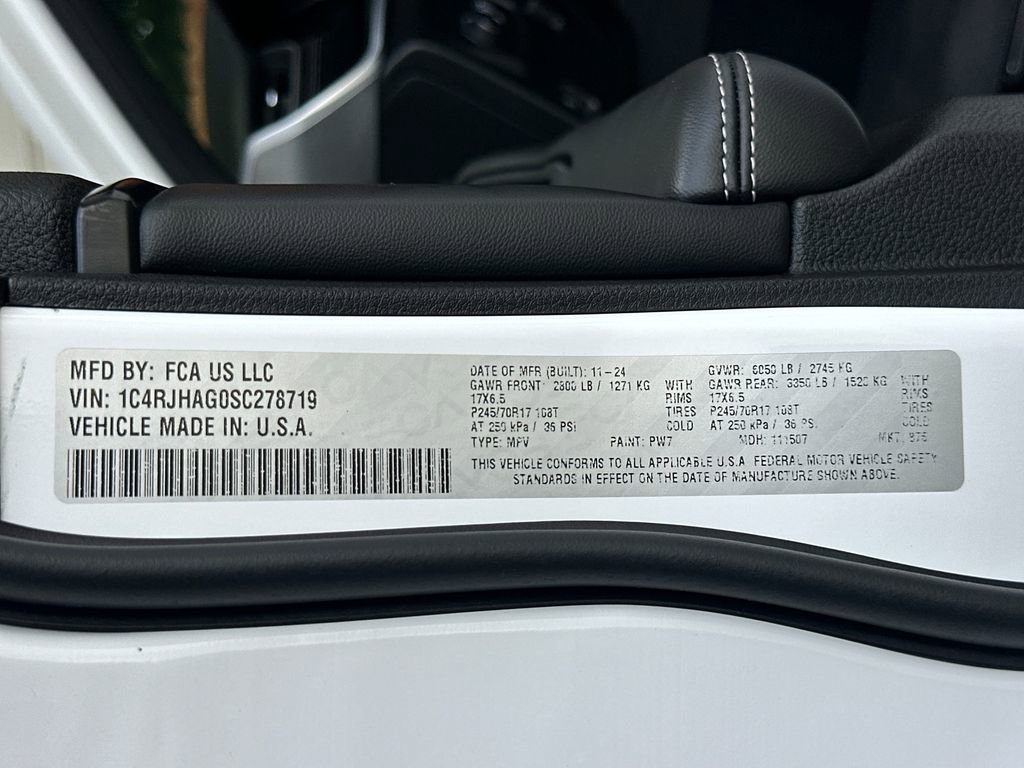 MFD BY: FCA US LLC
VIN: 1C4RJHAG0SC278719
VEHICLE MADE IN: U.S.A.
DATE OF MFR (BUILT): 11-24 GVWR: 6050 LB / 2745 KG
GAWR FRONT: 2800 LB / 1271 KG WITH GAWR REAR: 3350 LB / 1520 KG WITH
17X6.5 RIMS 17X6.5 RIMS
P245/70R17 108T TIRES P245/70R17 108T TIRES
AT 250 kPa / 36 PSI COLD AT 250 kPa / 36 PSI COLD
TYPE: MPV PAINT: PW7 MDH: 111507 MKT:
THIS VEHICLE CONFORMS TO ALL APPLICABLE U.S.A. FEDERAL MOTOR VEHICLE SAFETY
STANDARDS IN EFFECT ON THE DATE OF MANUFACTURE SHOWN ABOVE.